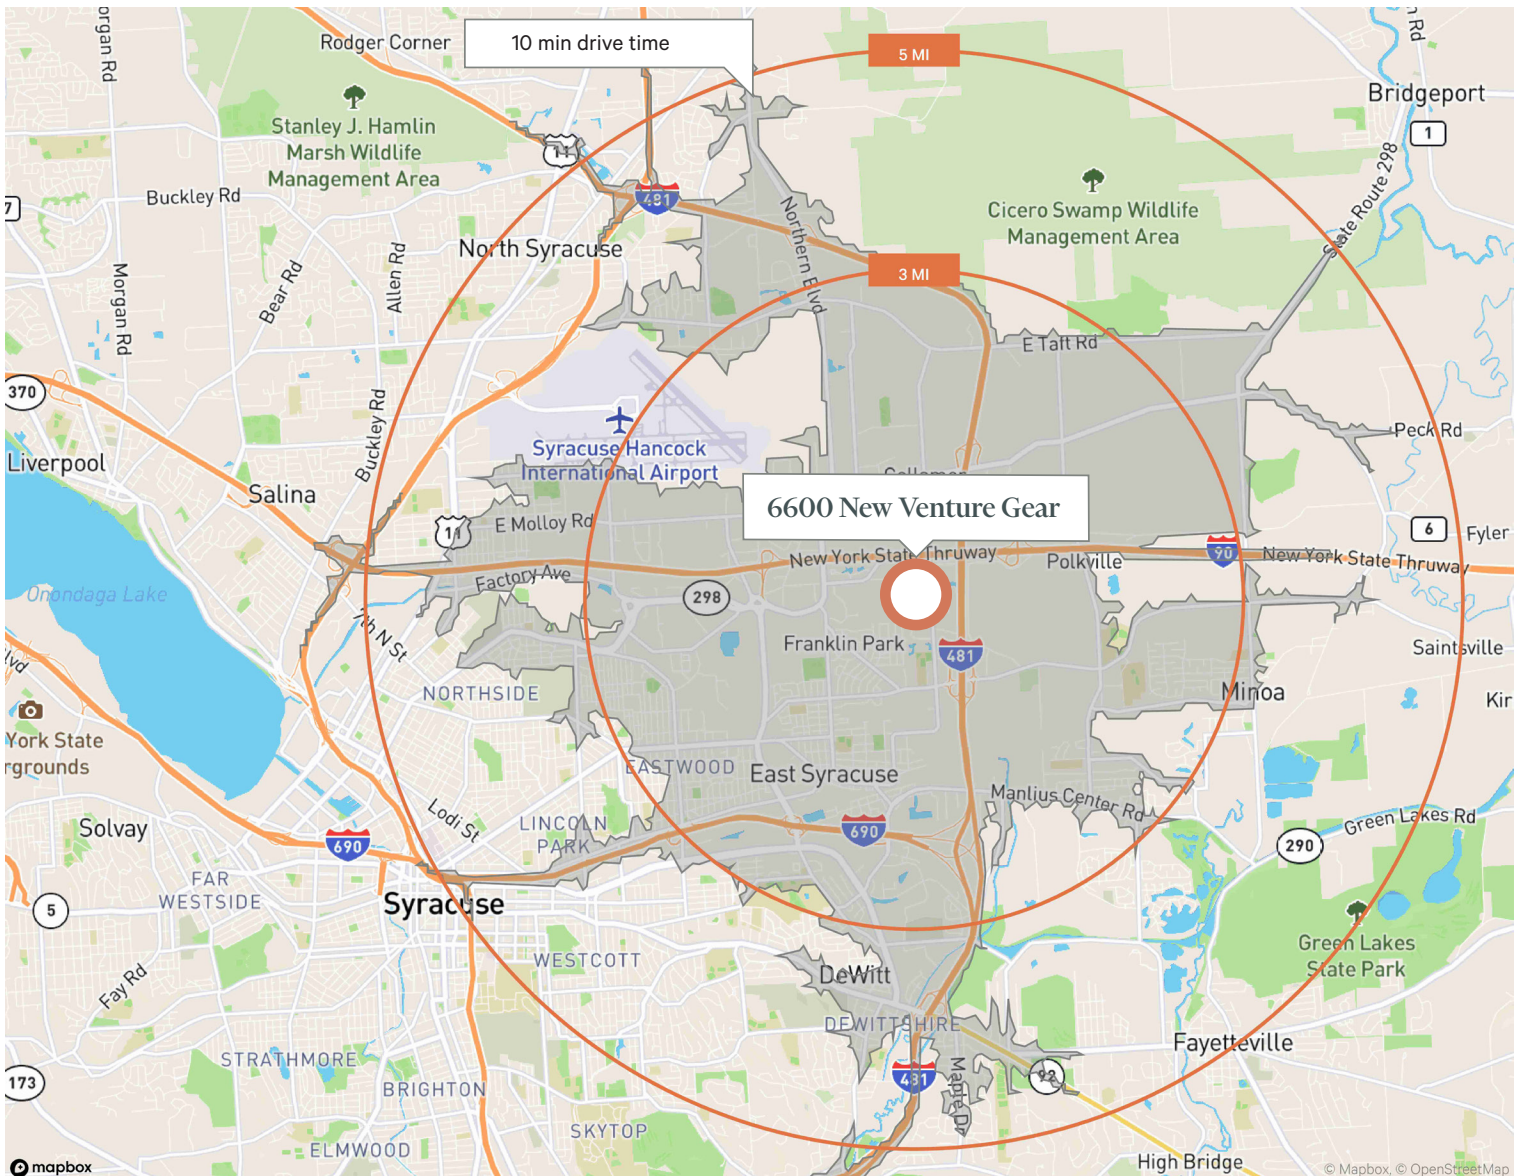 organ Rd
Rodger Corner
10 min drive time
5 MI
n Rd
Bridgeport
1
Stanley J. Hamlin
Marsh Wildlife
Management Area
11
Buckley Rd
481
7
Northern Blvd
Cicero Swamp Wildlife
Management Area
State Route 298
North Syracuse
Allen Rd
Bear Rd
Morgan Rd
3 MI
E Taft Rd
370
Buckley Rd
Syracuse Hancock
International Airport
Peck Rd
Liverpool
Salina
6600 New Venture Gear
E Molloy Rd
11
6
Fyler
90
New York State Thruway
New York State Thruway
Polkville
Factory Ave
298
Onondaga Lake
7th N St
Franklin Park
481
Saintsville
lvd
NORTHSIDE
Minoa
Kir
York State
rgrounds
EASTWOOD
East Syracuse
Manlius Center Rd
Lodi St
Solvay
LINCOLN
PARK
690
690
Green Lakes Rd
290
FAR
WESTSIDE
5
Syracuse
Green Lakes
State Park
WESTCOTT
DeWitt
Fay Rd
DEWITTSHIRE
Fayetteville
STRATHMORE
173
BRIGHTON
481
Maple Dr
92
SKYTOP
ELMWOOD
High Bridge
mapbox
© Mapbox, © OpenStreetMap